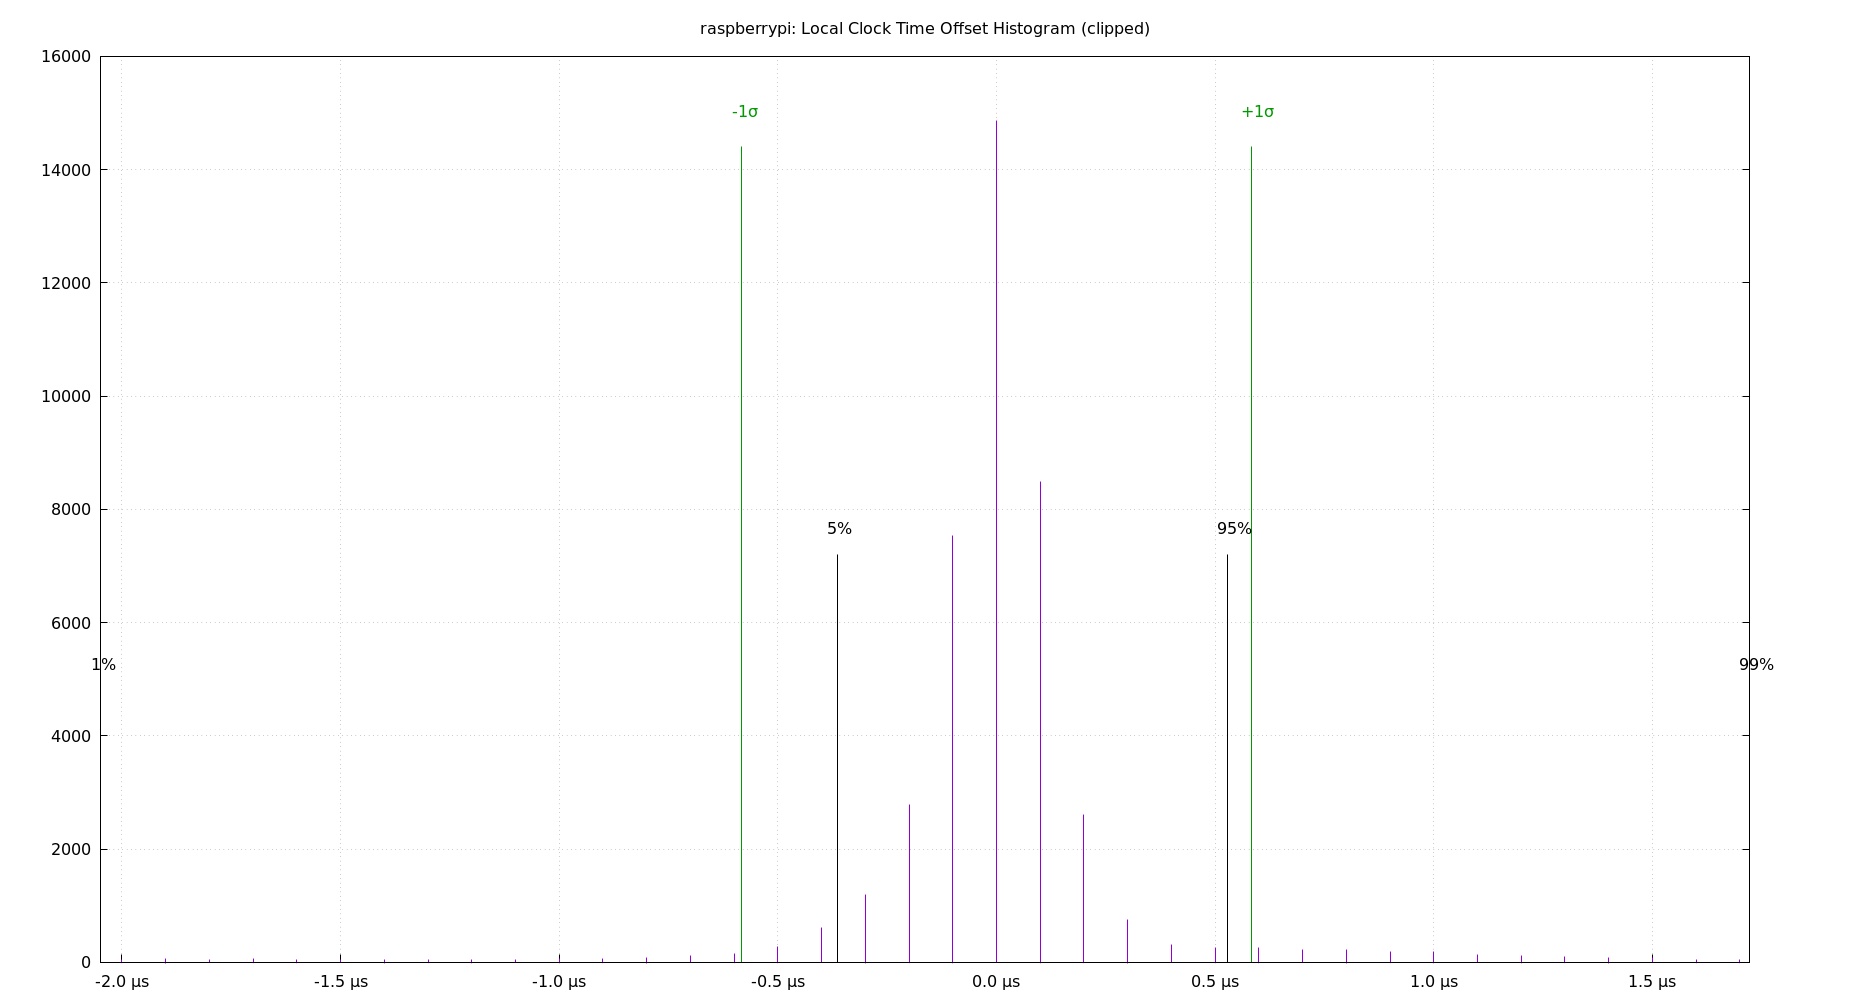 raspberrypi: Local Clock Time Offset Histogram (clipped)
16000
-1σ
+1σ
14000
12000
10000
8000
5%
95%
6000
1%
99%
4000
2000
0
-2.0 µs
-1.5 µs
-1.0 µs
-0.5 µs
0.0 µs
0.5 µs
1.0 µs
1.5 µs